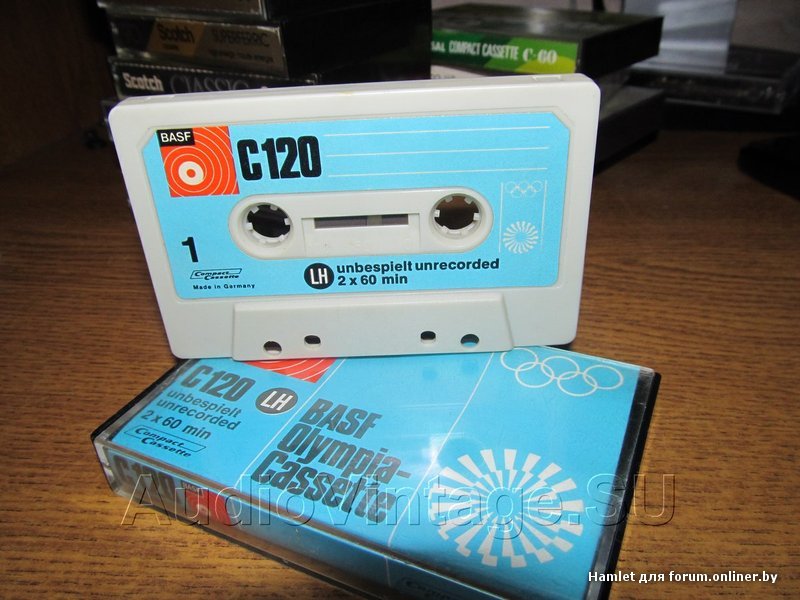 Scotch
SUPERFERRIC
Scotch
CLASSIC
COMPACT CASSETTE C-60
BASF
C120
1
Compact
Cassette
Made in Germany
LH
unbespielt unrecorded
2 x 60 min
C120
unbespielt
unrecorded
2 x 60 min
LH
Compact
Cassette
BASF
Olympia-
Cassette
C120
BASF
AudioVintage.SU
Hamlet для forum.onliner.by